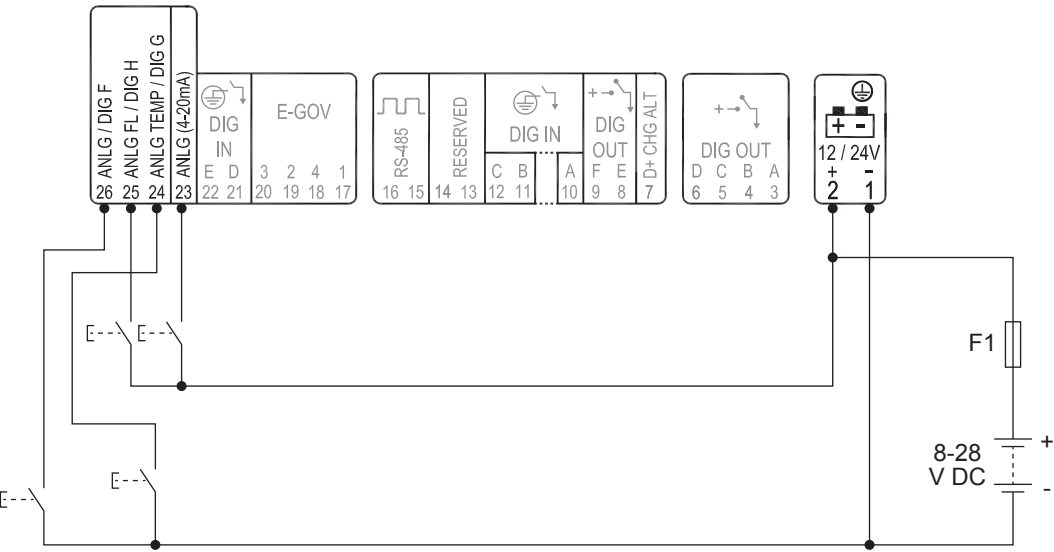 ANLG / DIG F
26
ANLG FL / DIG H
25
ANLG TEMP / DIG G
24
ANLG (4-20mA)
23
DIG
IN
E D
22 21
E-GOV
3 2 4 1
20 19 18 17
RS-485
16 15
RESERVED
14 13
DIG IN
C B A
12 11 10
+
DIG
OUT
F E
9 8
D+ CHG ALT
7
+
DIG OUT
D C B A
6 5 4 3
+ -
12 / 24V
+ -
2 1
F1
8-28
V DC
+
-